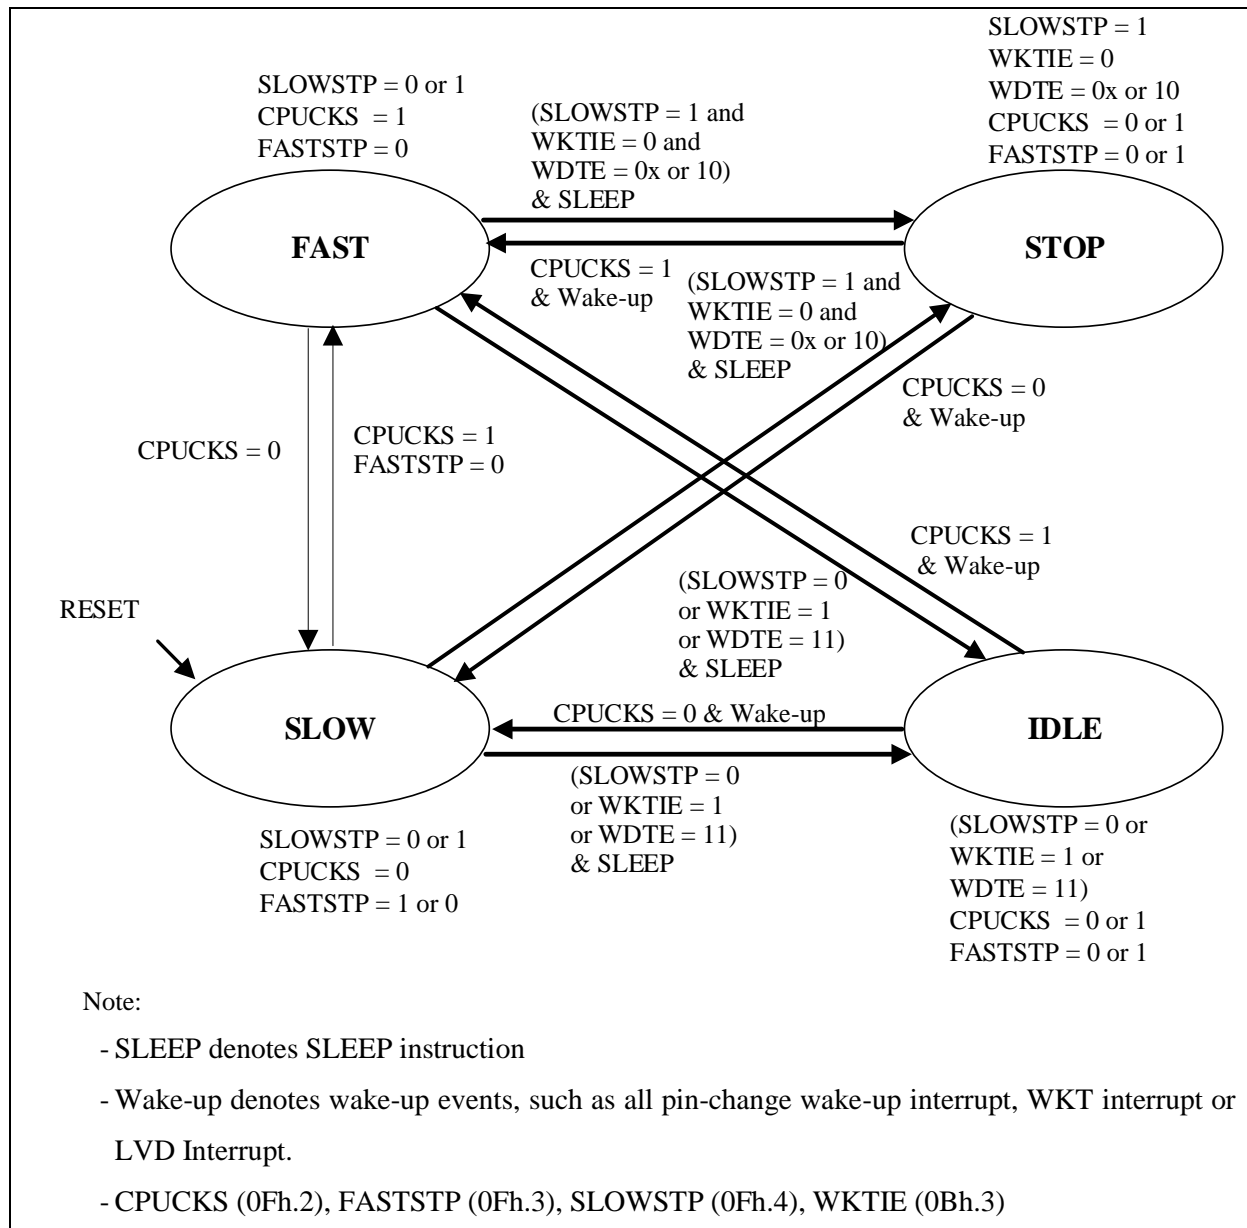 SLOWSTP = 1
WKTIE = 0
WDTE = 0x or 10
CPUCKS = 0 or 1
FASTSTP = 0 or 1
SLOWSTP = 0 or 1
CPUCKS = 1
FASTSTP = 0
(SLOWSTP = 1 and
WKTIE = 0 and
WDTE = 0x or 10)
& SLEEP
FAST
STOP
CPUCKS = 1
& Wake-up
(SLOWSTP = 1 and
WKTIE = 0 and
WDTE = 0x or 10)
& SLEEP
CPUCKS = 0
& Wake-up
CPUCKS = 0
CPUCKS = 1
FASTSTP = 0
CPUCKS = 1
& Wake-up
(SLOWSTP = 0
or WKTIE = 1
or WDTE = 11)
& SLEEP
RESET
SLOW
CPUCKS = 0 & Wake-up
IDLE
(SLOWSTP = 0
or WKTIE = 1
or WDTE = 11)
& SLEEP
SLOWSTP = 0 or 1
CPUCKS = 0
FASTSTP = 1 or 0
(SLOWSTP = 0 or
WKTIE = 1 or
WDTE = 11)
CPUCKS = 0 or 1
FASTSTP = 0 or 1
Note:
- SLEEP denotes SLEEP instruction
- Wake-up denotes wake-up events, such as all pin-change wake-up interrupt, WKT interrupt or
LVD Interrupt.
- CPUCKS (0Fh.2), FASTSTP (0Fh.3), SLOWSTP (0Fh.4), WKTIE (0Bh.3)